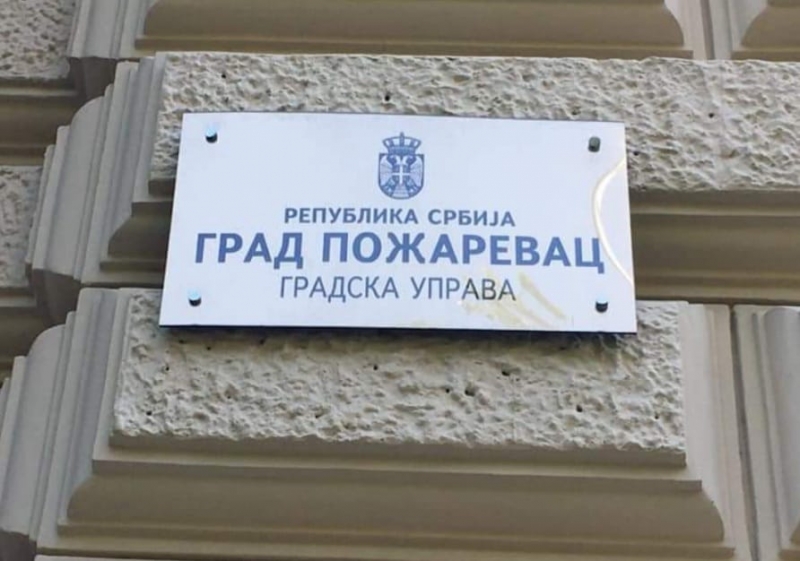 РЕПУБЛИКА СРБИЈА
ГРАД ПОЖАРЕВАЦ
ГРАДСКА УПРАВА